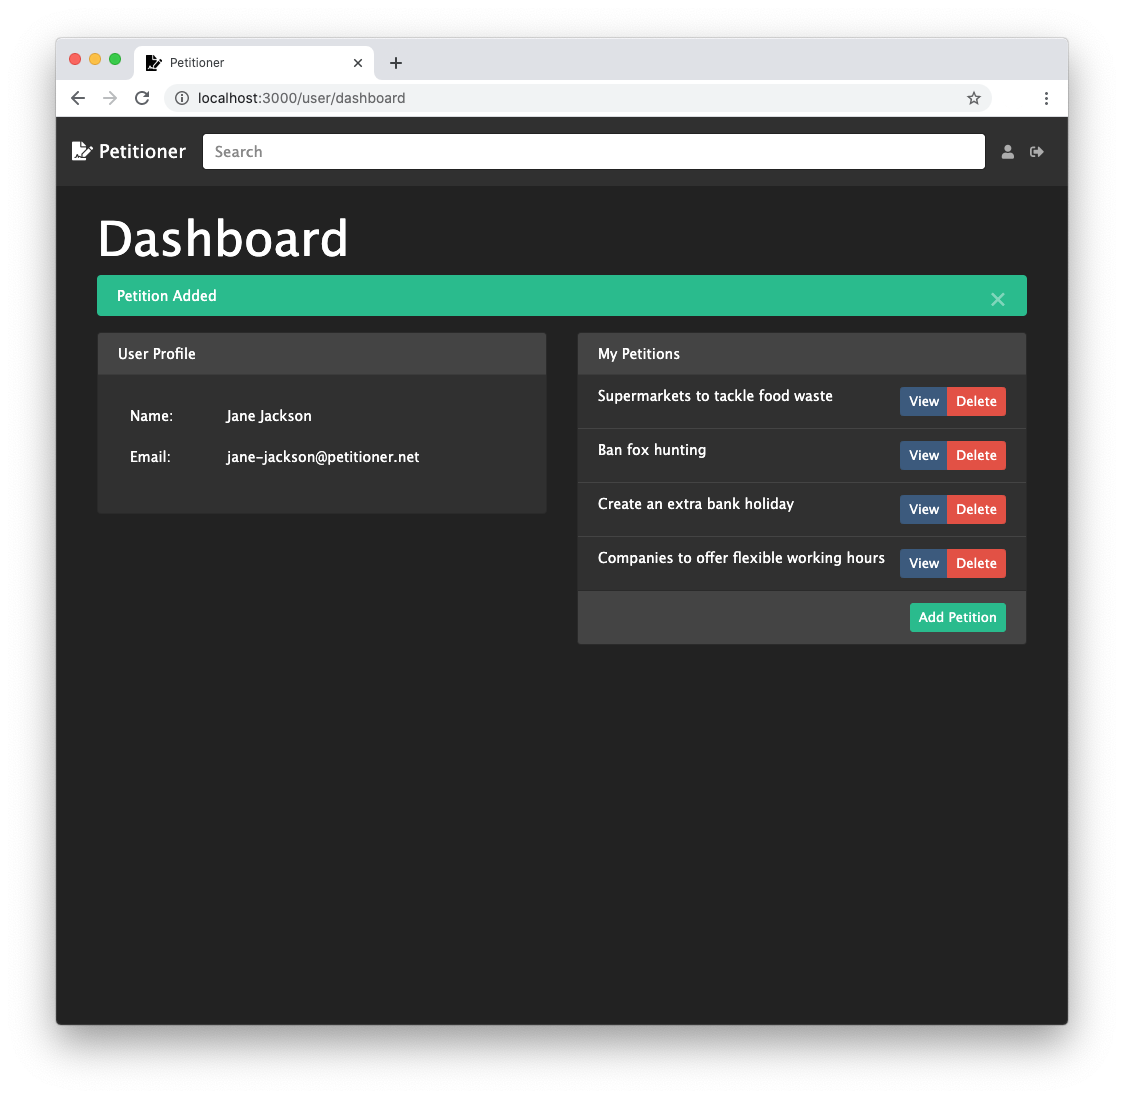 Petitioner
localhost:3000/user/dashboard
Petitioner
Search
Dashboard
Petition Added
User Profile
Name: Jane Jackson
Email: jane-jackson@petitioner.net
My Petitions
Supermarkets to tackle food waste View Delete
Ban fox hunting View Delete
Create an extra bank holiday View Delete
Companies to offer flexible working hours View Delete
Add Petition